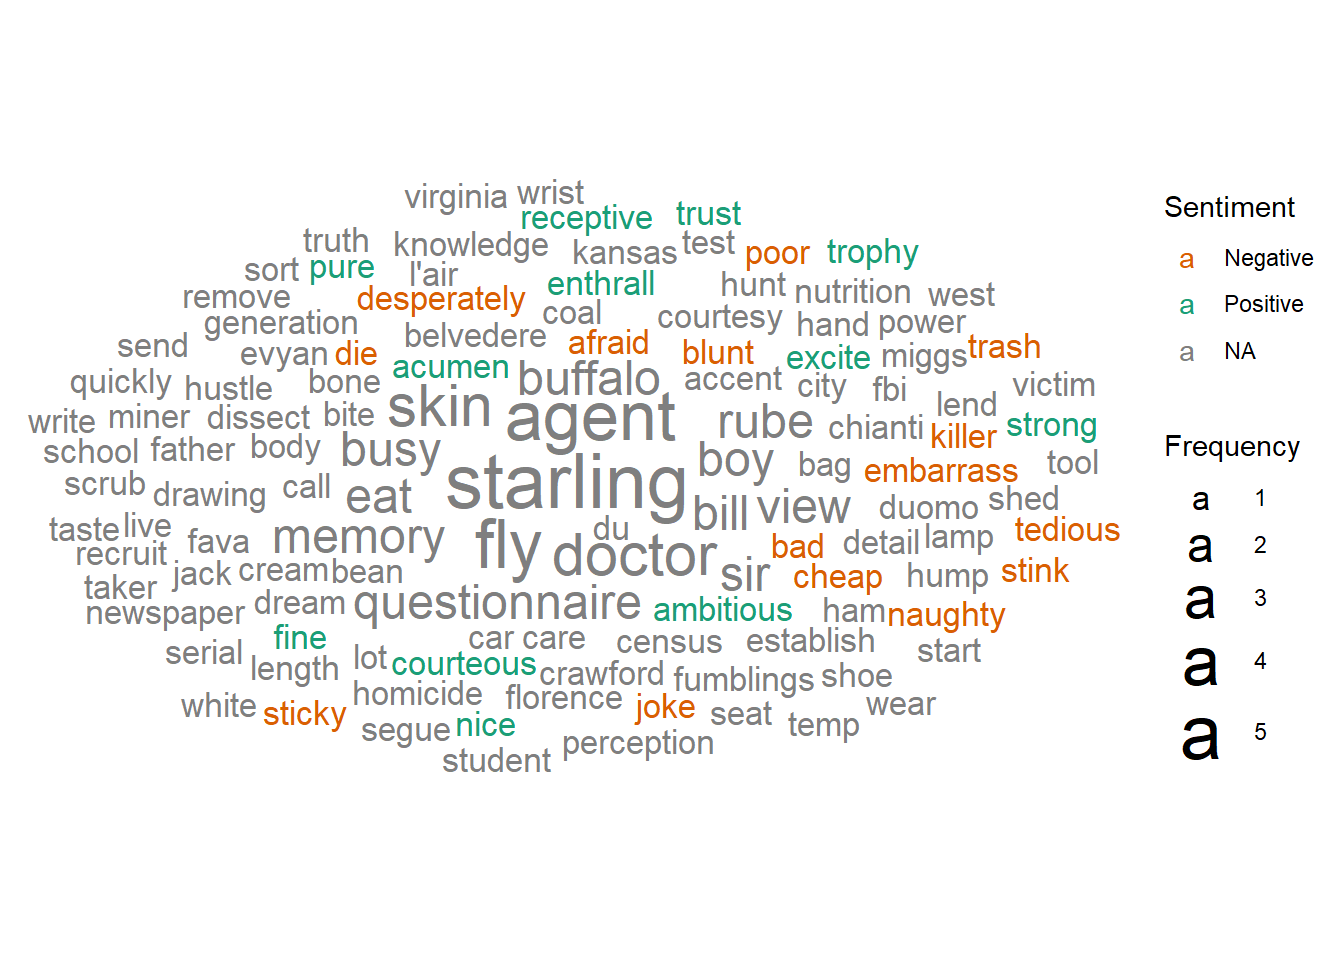 virginia wrist
receptive trust
truth knowledge kansas test poor trophy
sort pure l'air enthrall hunt nutrition west
remove desperately coal courtesy hand power
generation belvedere afraid blunt excite miggs trash
send evyan die acumen buffalo accent city fbi victim
quickly hustle bone skin agent rube lend
write miner dissect bite chianti killer strong
school father body busy starling boy bag embarrass tool
scrub drawing call eat bill view duomo shed
taste live fava memory fly du doctor bad detail lamp tedious
recruit jack cream bean sir cheap hump stink
taker dream questionnaire ambitious ham naughty
newspaper fine car care census establish start
serial length lot courteous crawford fumblings shoe
white sticky homicide florence joke seat temp wear
segue nice perception
student
Sentiment
a Negative
a Positive
a NA
Frequency
a 1
a 2
a 3
a 4
a 5